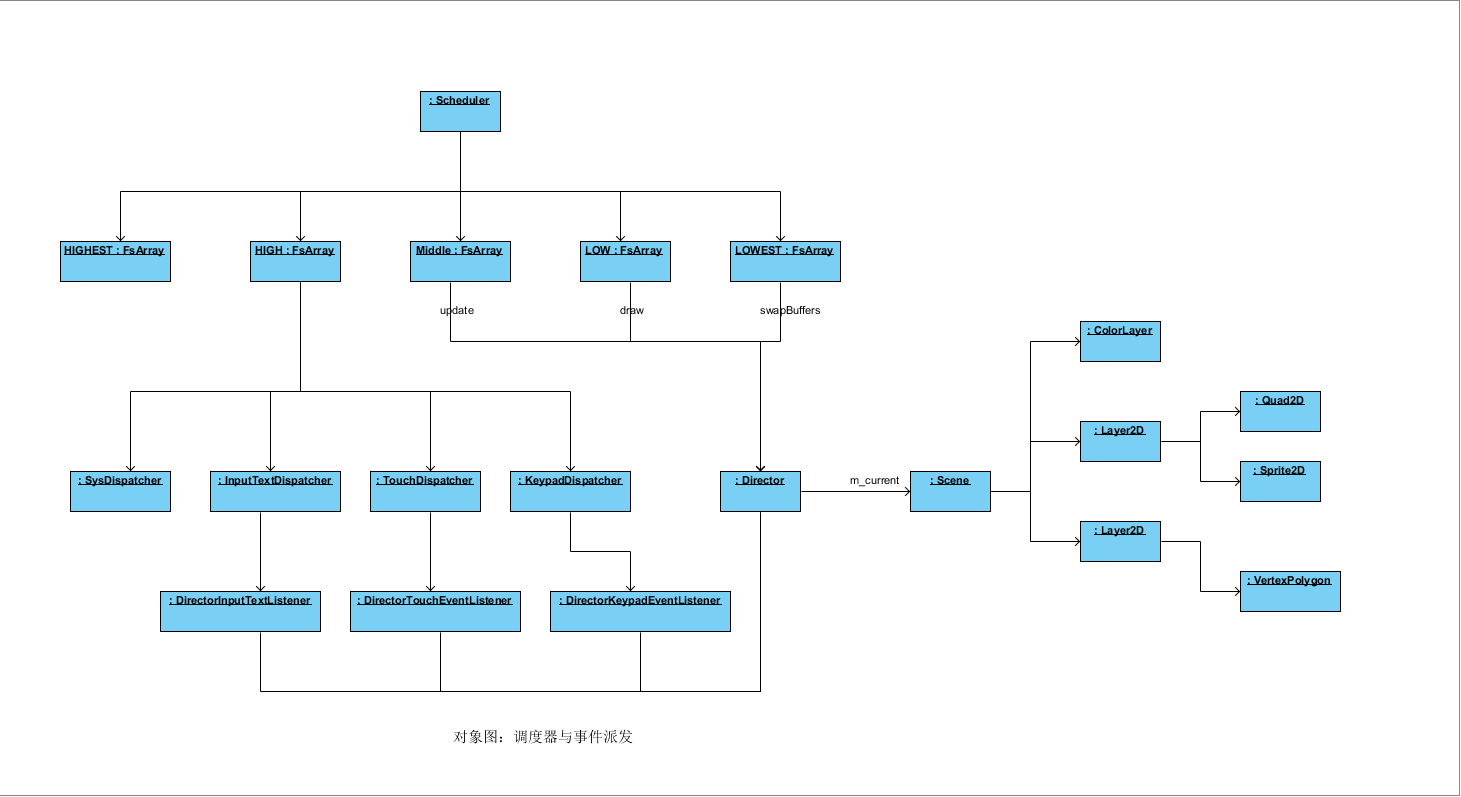 : Scheduler
HIGHEST : FsArray
HIGH : FsArray
Middle : FsArray
LOW : FsArray
LOWEST : FsArray
update
draw
swapBuffers
: ColorLayer
: Quad2D
: Layer2D
: SysDispatcher
: InputTextDispatcher
: TouchDispatcher
: KeypadDispatcher
: Director
m_current
: Scene
: Sprite2D
: Layer2D
: VertexPolygon
: DirectorInputTextListener
: DirectorTouchEventListener
: DirectorKeypadEventListener
对象图：调度器与事件派发